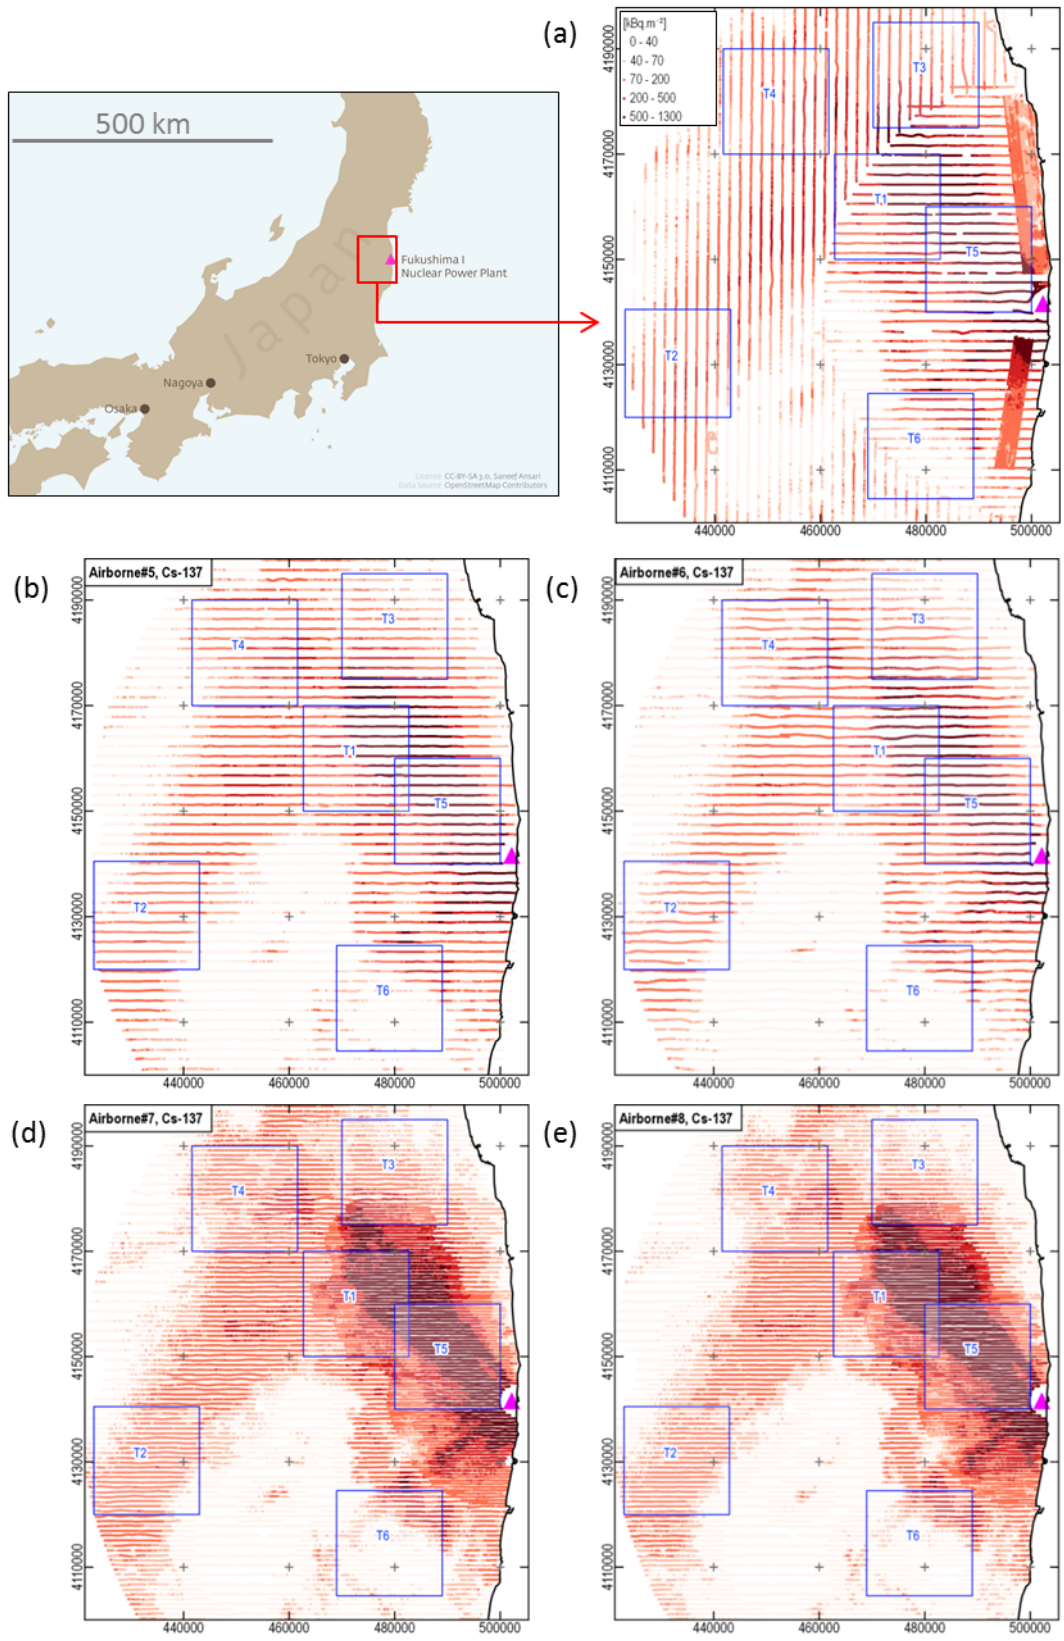 (a)
500 km
Japan
Fukushima I
Nuclear Power Plant
Tokyo
Nagoya
Osaka
License: CC-BY-SA 3.0, Sareef Ansari
Data Source: OpenStreetMap Contributors
[kBq m⁻²]
0 - 40
40 - 70
70 - 200
200 - 500
500 - 1300
T3
T4
T1
T5
T2
T6
4190000
4170000
4150000
4130000
4110000
440000 460000 480000 500000
(b)
Airborne#5, Cs-137
T3
T4
T1
T5
T2
T6
4190000
4170000
4150000
4130000
4110000
440000 460000 480000 500000
(c)
Airborne#6, Cs-137
T3
T4
T1
T5
T2
T6
4190000
4170000
4150000
4130000
4110000
440000 460000 480000 500000
(d)
Airborne#7, Cs-137
T3
T4
T1
T5
T2
T6
4190000
4170000
4150000
4130000
4110000
440000 460000 480000 500000
(e)
Airborne#8, Cs-137
T3
T4
T1
T5
T2
T6
4190000
4170000
4150000
4130000
4110000
440000 460000 480000 500000